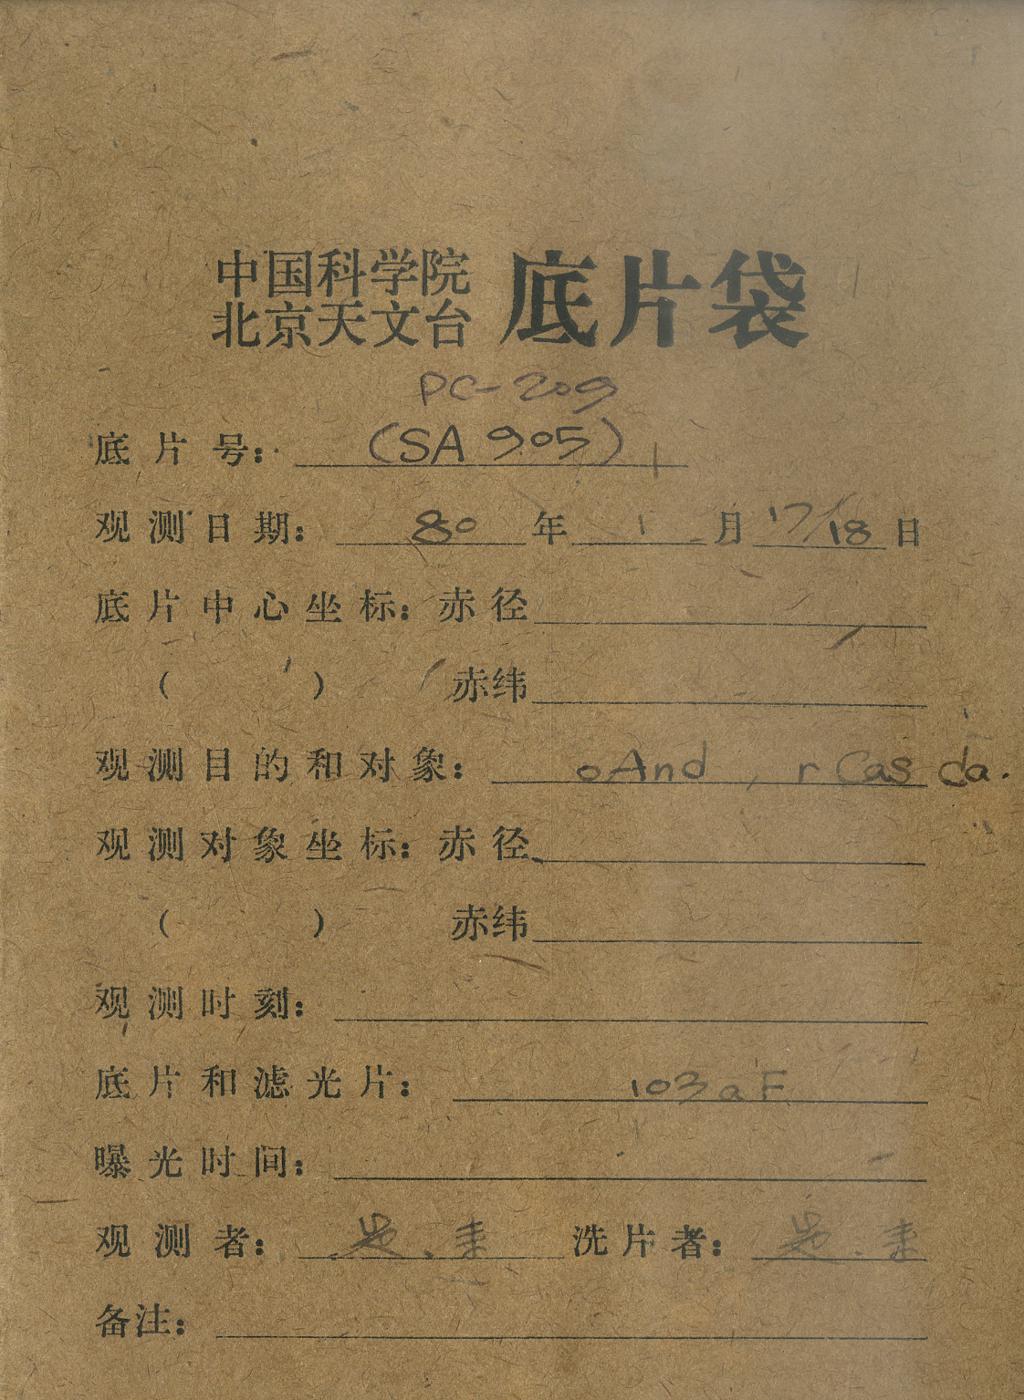 中国科学院
北京天文台 底片袋
PC-209
底片号: (SA 905)
观测日期: 80 年 1 月 17/18 日
底片中心坐标: 赤径
( ) 赤纬
观测目的和对象: oAnd , r Cas da.
观测对象坐标: 赤径
( ) 赤纬
观测时刻:
底片和滤光片: 103aF
曝光时间:
观测者: 洗片者:
备注: